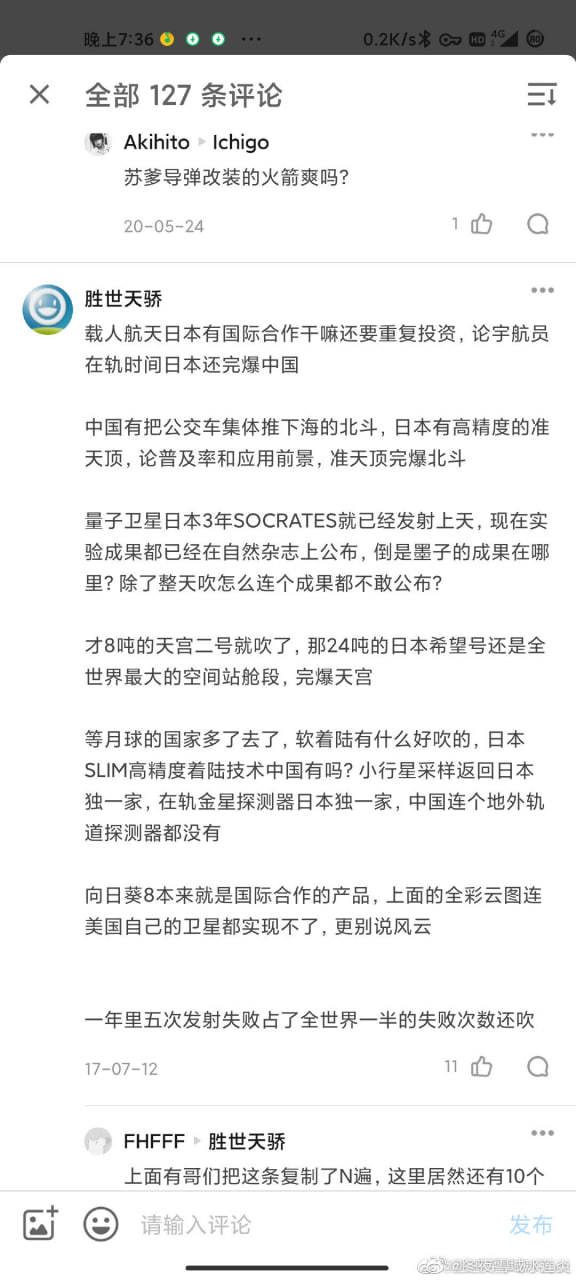 晚上7:36 ... 0.2K/s HD 4G 80
全部 127 条评论
Akihito ▸ Ichigo
苏爹导弹改装的火箭爽吗?
20-05-24 1
胜世天骄
载人航天日本有国际合作干嘛还要重复投资, 论宇航员
在轨时间日本还完爆中国
中国有把公交车集体推下海的北斗, 日本有高精度的准
天顶, 论普及率和应用前景, 准天顶完爆北斗
量子卫星日本3年SOCRATES就已经发射上天, 现在实
验成果都已经在自然杂志上公布, 倒是墨子的成果在哪
里? 除了整天吹怎么连个成果都不敢公布?
才8吨的天宫二号就吹了, 那24吨的日本希望号还是全
世界最大的空间站舱段, 完爆天宫
等月球的国家多了去了, 软着陆有什么好吹的, 日本
SLIM高精度着陆技术中国有吗? 小行星采样返回日本
独一家, 在轨金星探测器日本独一家, 中国连个地外轨
道探测器都没有
向日葵8本来就是国际合作的产品, 上面的全彩云图连
美国自己的卫星都实现不了, 更别说风云
一年里五次发射失败占了全世界一半的失败次数还吹
17-07-12 11
FHFFF ▸ 胜世天骄
上面有哥们把这条复制了N遍, 这里居然还有10个
请输入评论 发布